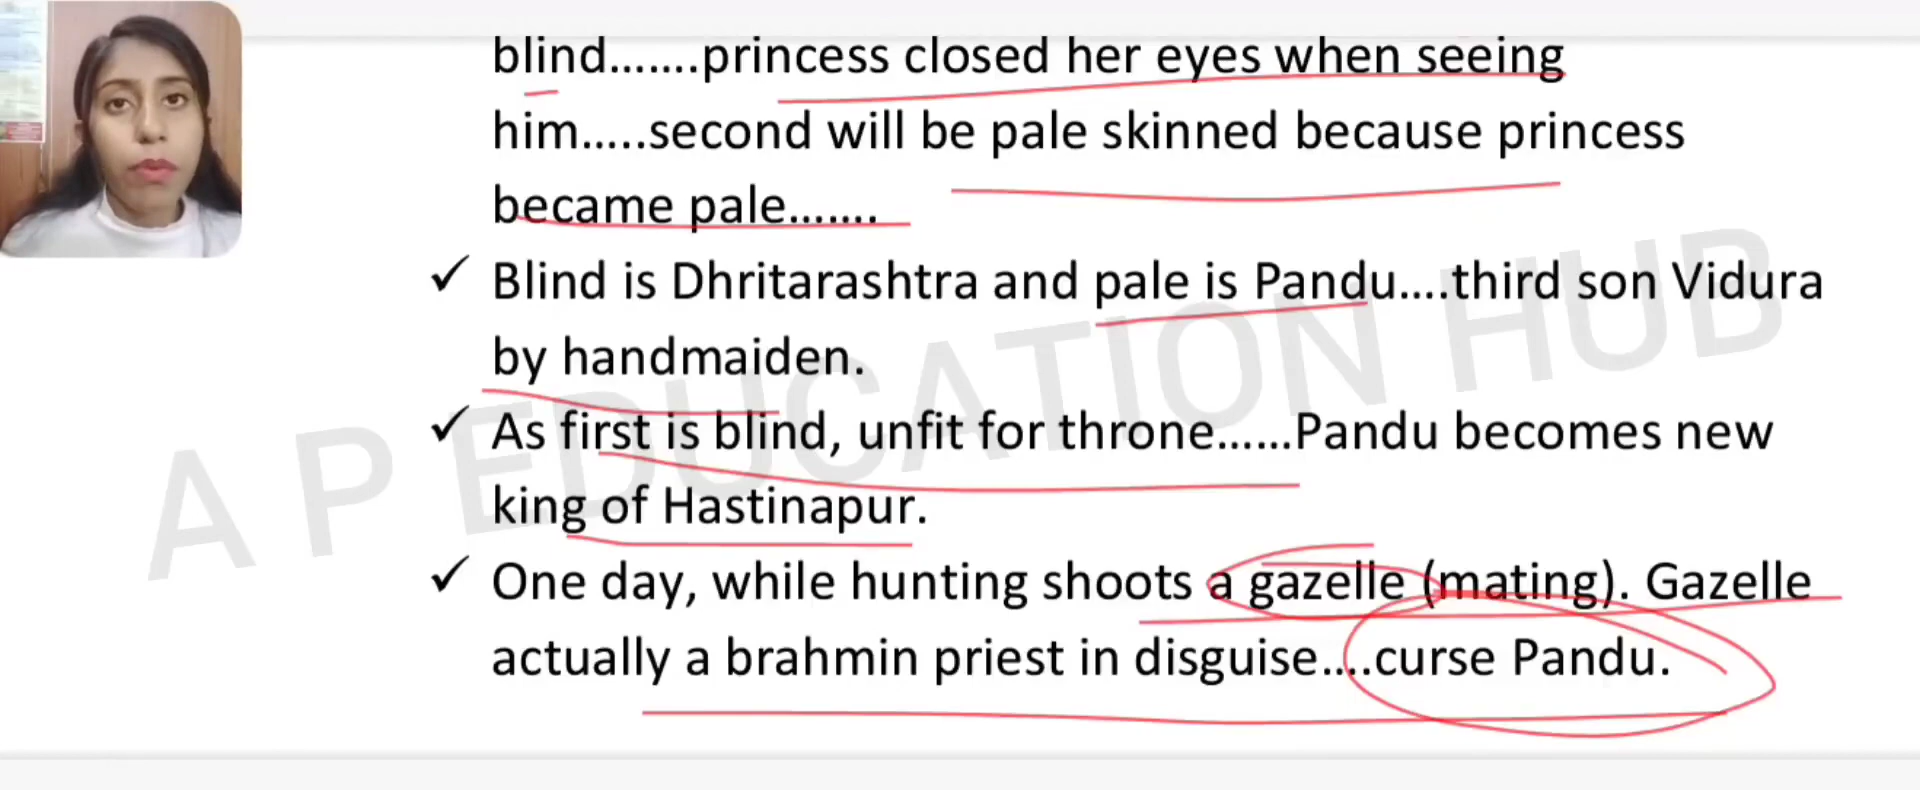 blind…….princess closed her eyes when seeing
him…..second will be pale skinned because princess
became pale…….
✓ Blind is Dhritarashtra and pale is Pandu….third son Vidura
by handmaiden.
✓ As first is blind, unfit for throne……Pandu becomes new
king of Hastinapur.
✓ One day, while hunting shoots a gazelle (mating). Gazelle
actually a brahmin priest in disguise….curse Pandu.
A P EDUCATION HUB